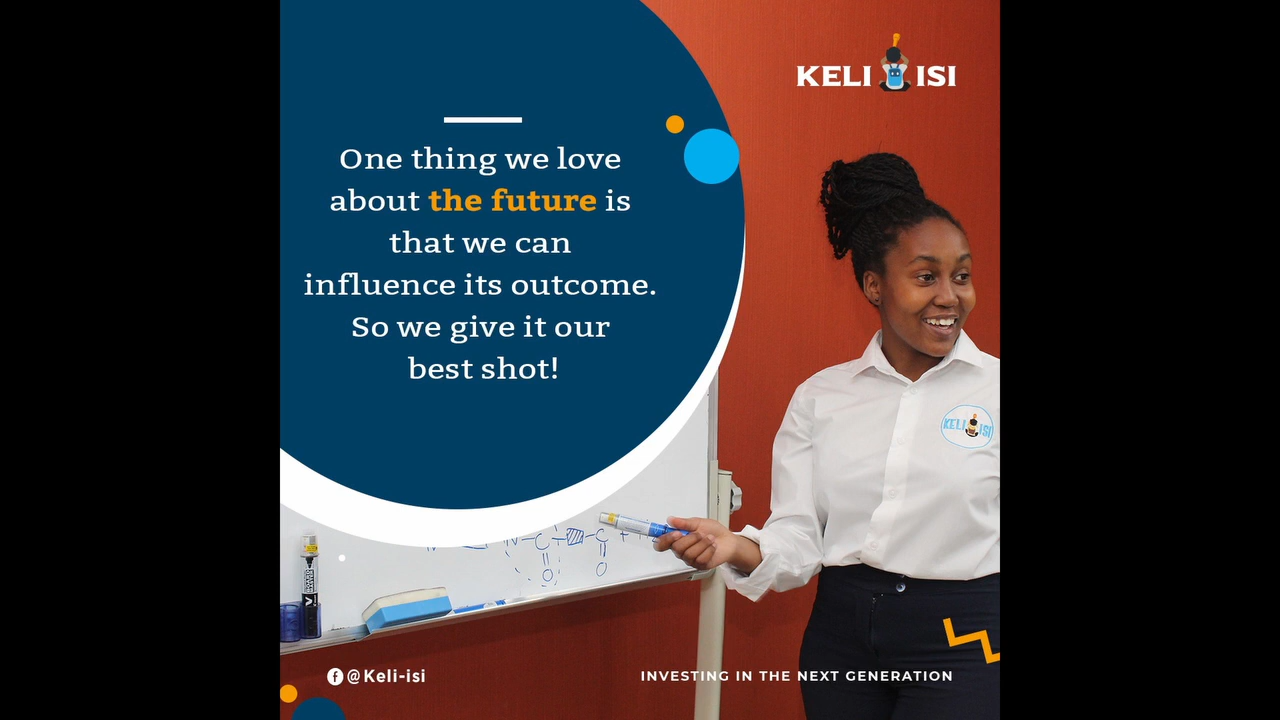 KELI ISI
One thing we love
about the future is
that we can
influence its outcome.
So we give it our
best shot!
KELI ISI
C C +
O O
@Keli-isi
INVESTING IN THE NEXT GENERATION